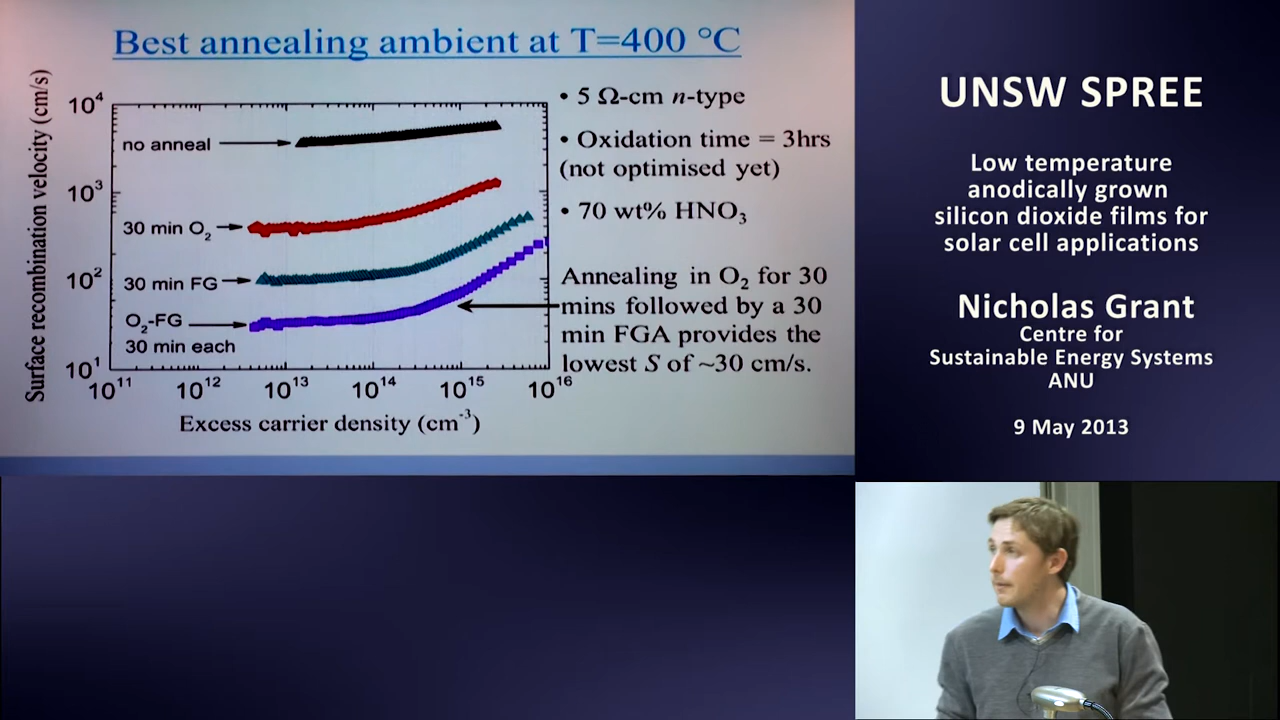 Best annealing ambient at T=400 °C
Surface recombination velocity (cm/s)
10⁴
10³
10²
10¹
no anneal
30 min O₂
30 min FG
O₂-FG
30 min each
10¹¹ 10¹² 10¹³ 10¹⁴ 10¹⁵ 10¹⁶
Excess carrier density (cm⁻³)
• 5 Ω-cm n-type
• Oxidation time = 3hrs
(not optimised yet)
• 70 wt% HNO₃
Annealing in O₂ for 30
mins followed by a 30
min FGA provides the
lowest S of ~30 cm/s.
UNSW SPREE
Low temperature
anodically grown
silicon dioxide films for
solar cell applications
Nicholas Grant
Centre for
Sustainable Energy Systems
ANU
9 May 2013